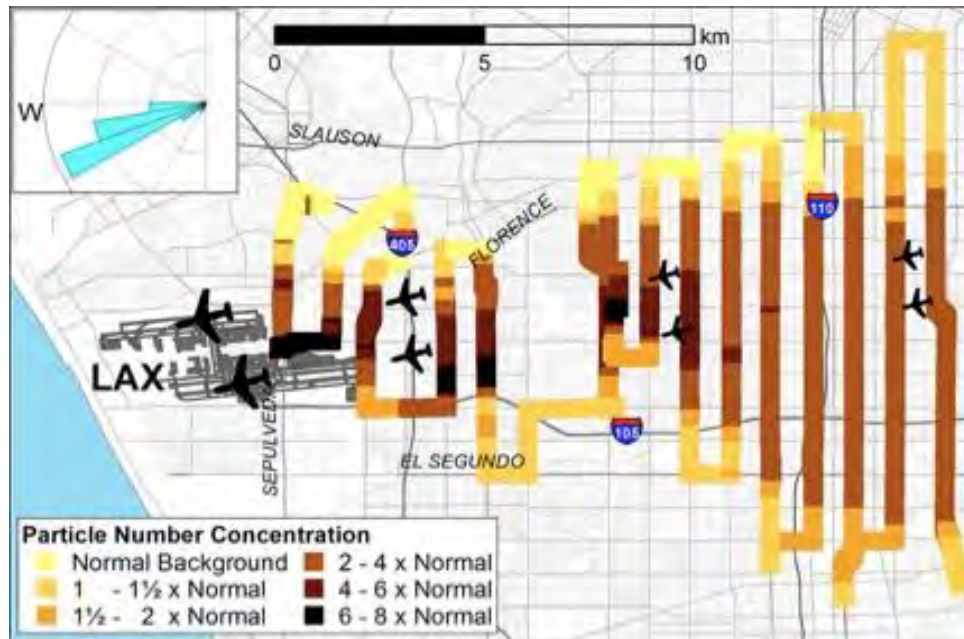 km
0 5 10
W
SLAUSON
110
FLORENCE
405
LAX
SEPULVEDA
105
EL SEGUNDO
Particle Number Concentration
Normal Background
1 - 1½ x Normal
1½ - 2 x Normal
2 - 4 x Normal
4 - 6 x Normal
6 - 8 x Normal